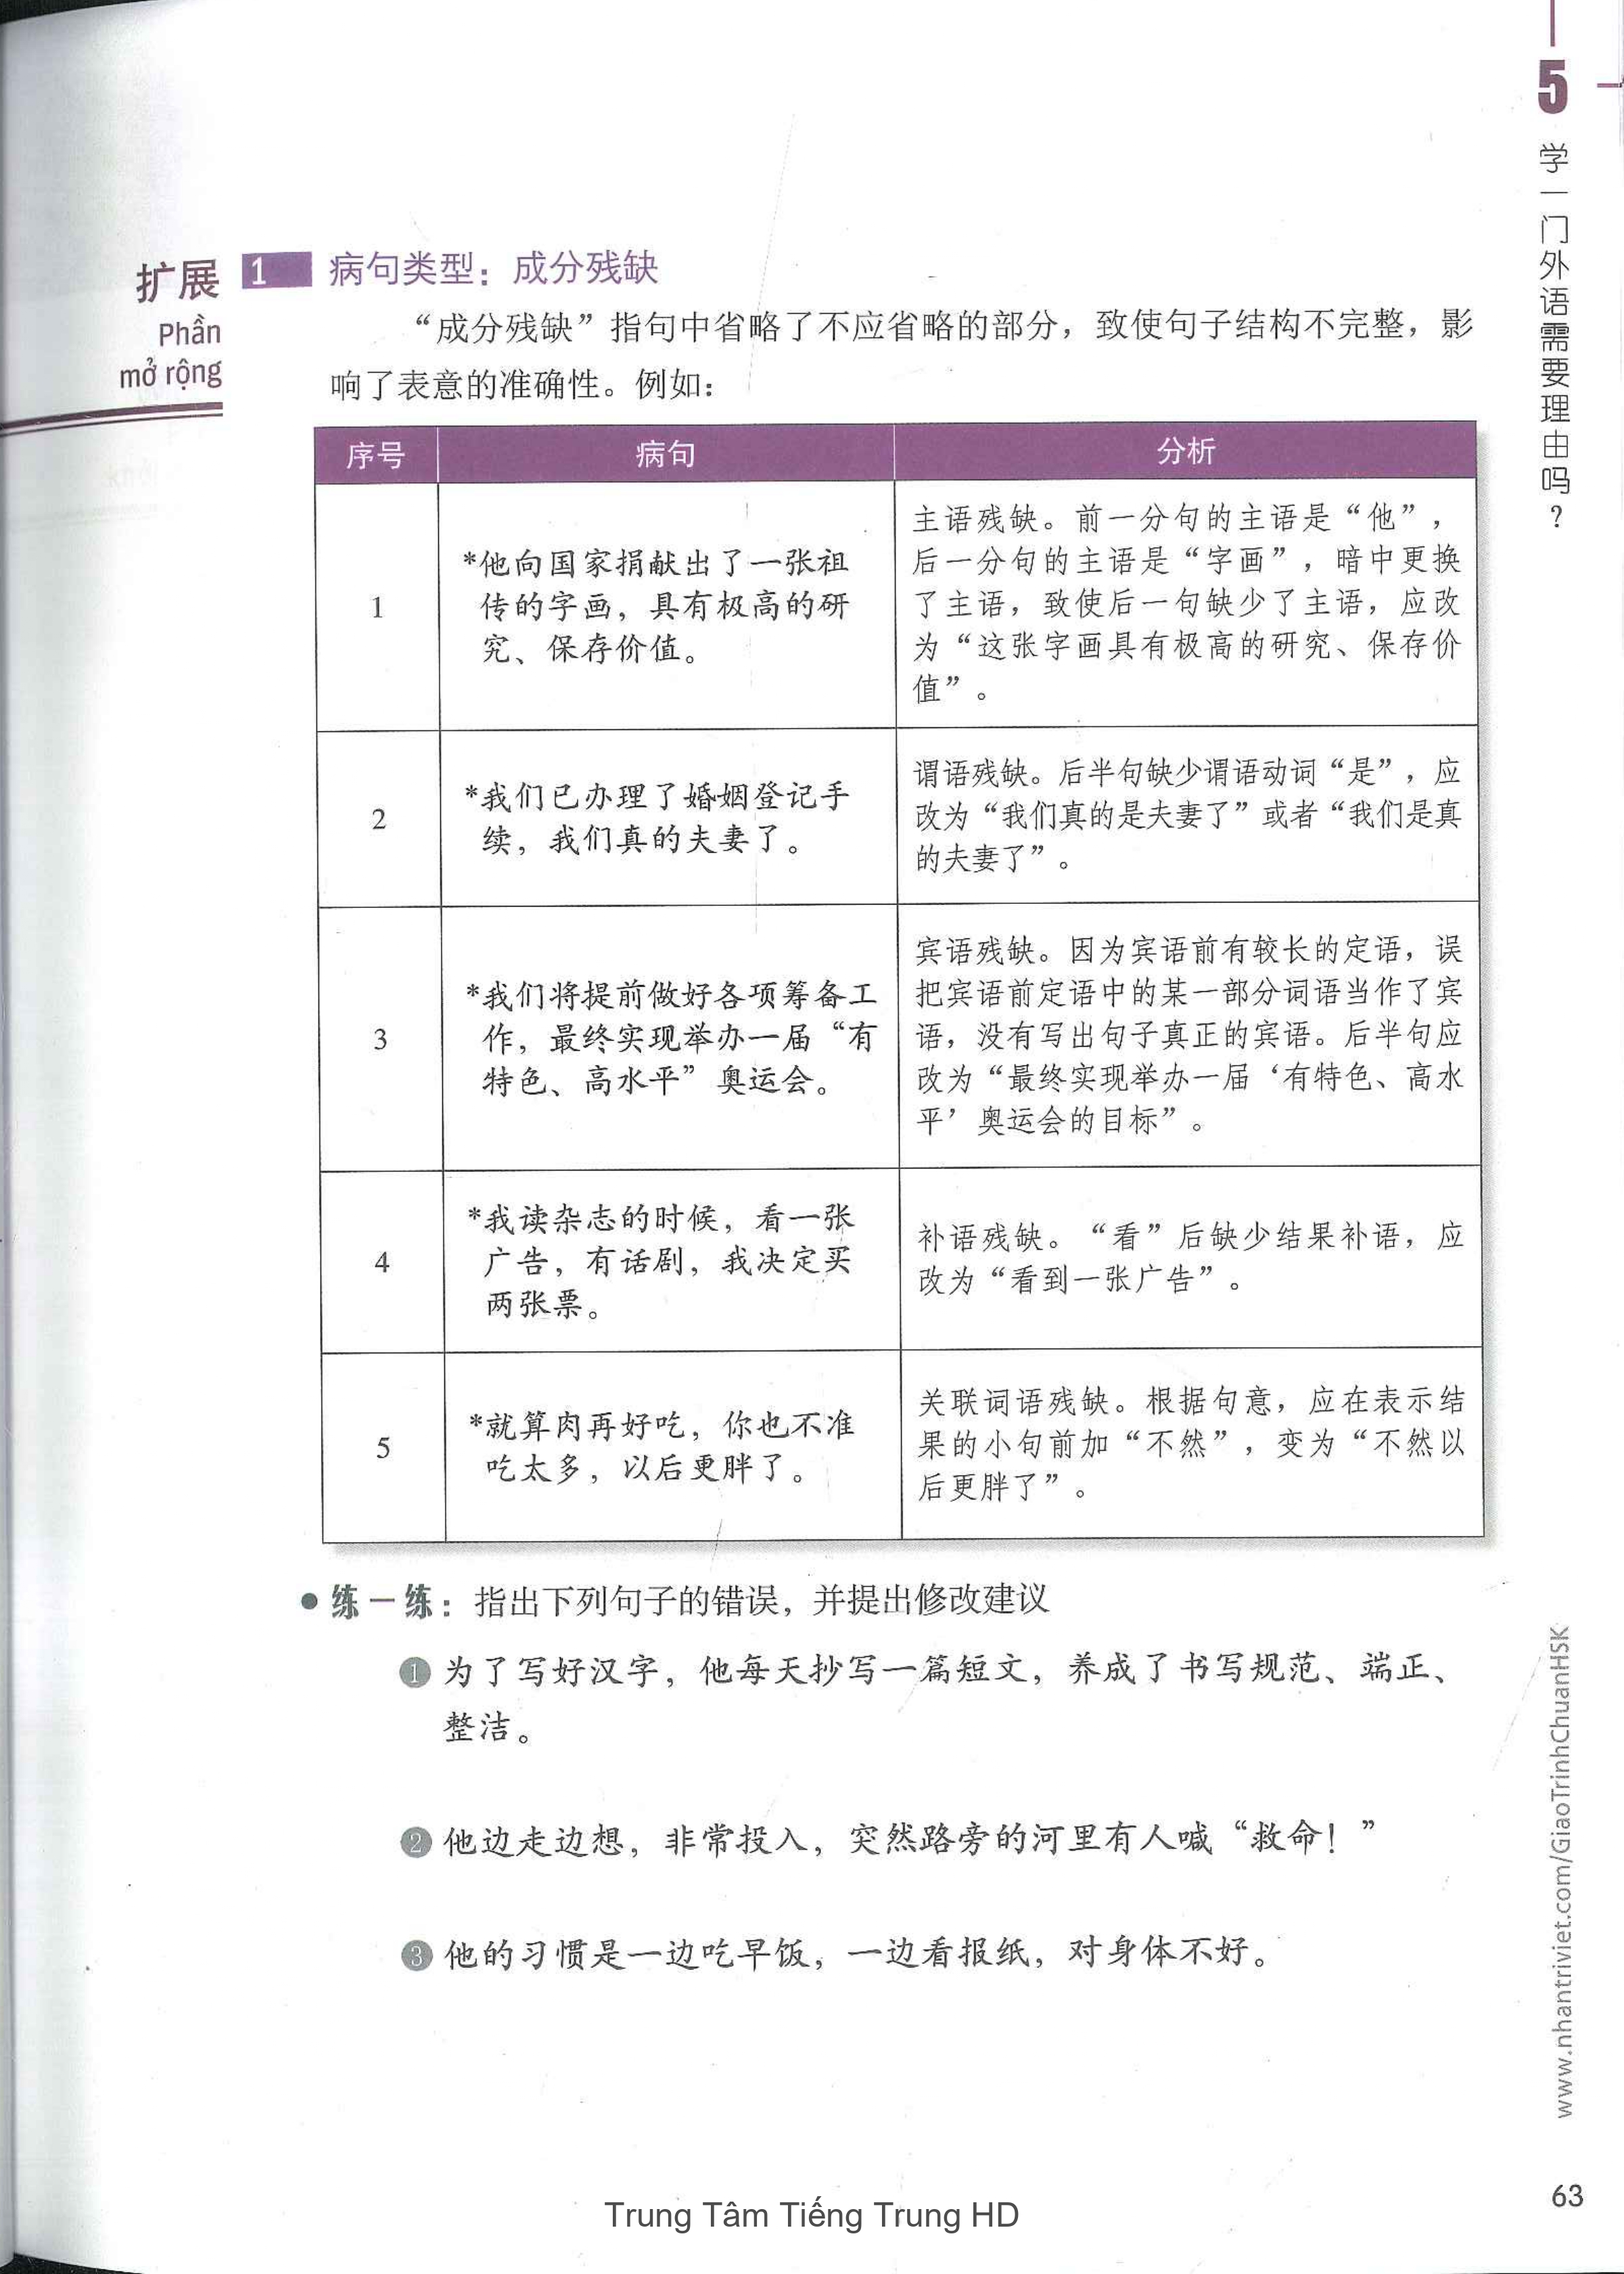 5
学一门外语需要理由吗？
扩展
Phần
mở rộng
1 病句类型：成分残缺
“成分残缺”指句中省略了不应省略的部分，致使句子结构不完整，影
响了表意的准确性。例如：
序号 病句 分析
1
*他向国家捐献出了一张祖
传的字画，具有极高的研
究、保存价值。
主语残缺。前一分句的主语是“他”，
后一分句的主语是“字画”，暗中更换
了主语，致使后一句缺少了主语，应改
为“这张字画具有极高的研究、保存价
值”。
2
*我们已办理了婚姻登记手
续，我们真的夫妻了。
谓语残缺。后半句缺少谓语动词“是”，应
改为“我们真的是夫妻了”或者“我们是真
的夫妻了”。
3
*我们将提前做好各项筹备工
作，最终实现举办一届“有
特色、高水平”奥运会。
宾语残缺。因为宾语前有较长的定语，误
把宾语前定语中的某一部分词语当作了宾
语，没有写出句子真正的宾语。后半句应
改为“最终实现举办一届‘有特色、高水
平’奥运会的目标”。
4
*我读杂志的时候，看一张
广告，有话剧，我决定买
两张票。
补语残缺。“看”后缺少结果补语，应
改为“看到一张广告”。
5
*就算肉再好吃，你也不准
吃太多，以后更胖了。
关联词语残缺。根据句意，应在表示结
果的小句前加“不然”，变为“不然以
后更胖了”。
● 练一练：指出下列句子的错误，并提出修改建议
❶ 为了写好汉字，他每天抄写一篇短文，养成了书写规范、端正、
整洁。
❷ 他边走边想，非常投入，突然路旁的河里有人喊“救命！”
❸ 他的习惯是一边吃早饭，一边看报纸，对身体不好。
www.nhantriviet.com/GiaoTrinhChuanHSK
63
Trung Tâm Tiếng Trung HD